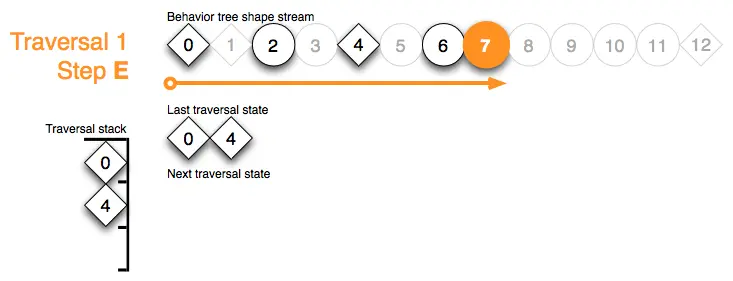 Behavior tree shape stream
Traversal 1
Step E
0 1 2 3 4 5 6 7 8 9 10 11 12
Last traversal state
0 4
Next traversal state
Traversal stack
0
4